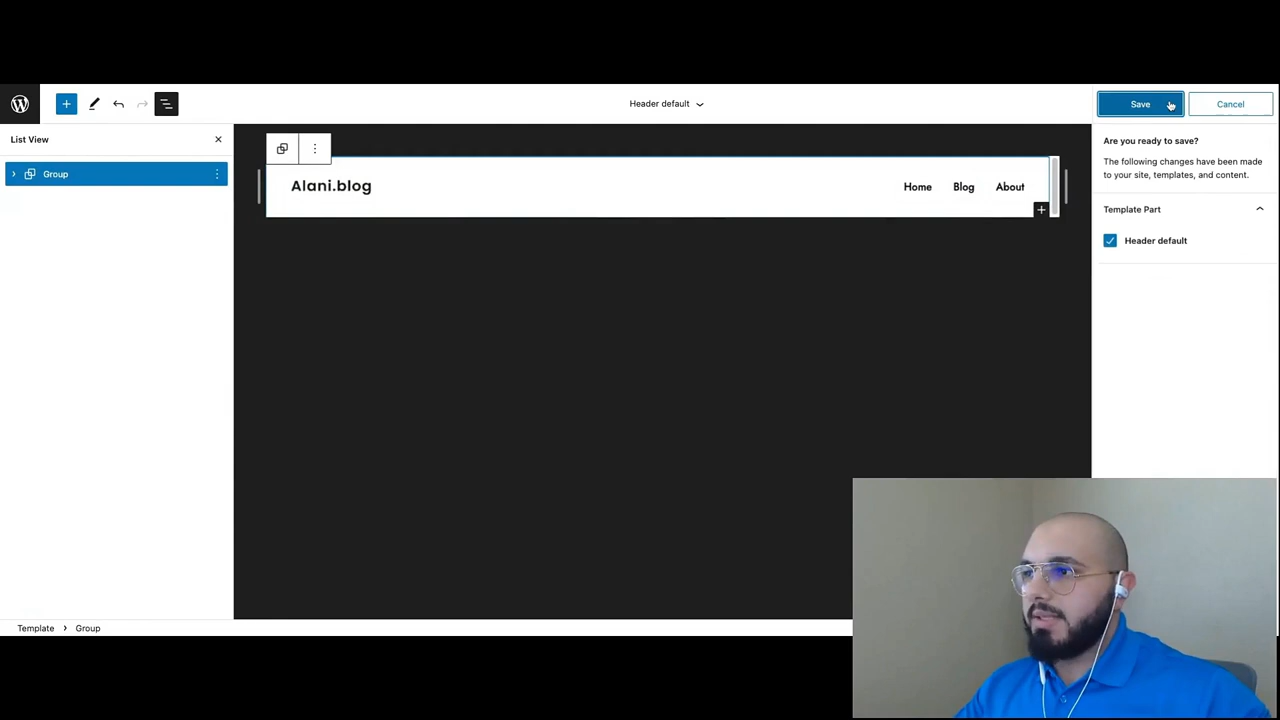 Header default
Save
Cancel
List View
Group
Alani.blog
Home Blog About
Are you ready to save?
The following changes have been made
to your site, templates, and content.
Template Part
Header default
Template > Group